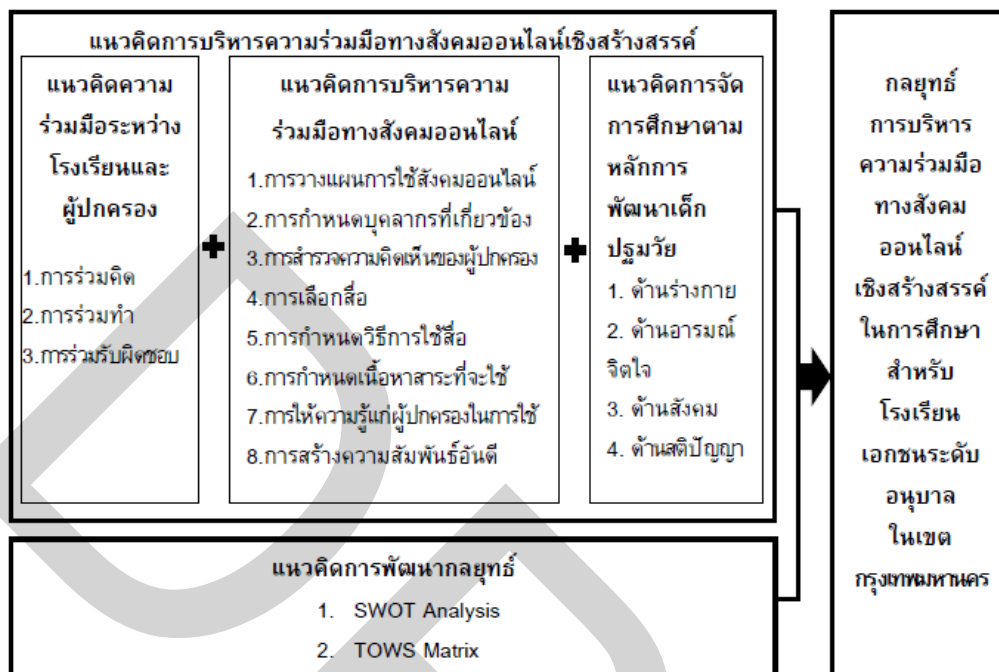 แนวคิดการบริหารความร่วมมือทางสังคมออนไลน์เชิงสร้างสรรค์
แนวคิดความ
ร่วมมือระหว่าง
โรงเรียนและ
ผู้ปกครอง
1.การร่วมคิด
2.การร่วมทำ
3.การร่วมรับผิดชอบ
แนวคิดการบริหารความ
ร่วมมือทางสังคมออนไลน์
1.การวางแผนการใช้สังคมออนไลน์
2.การกำหนดบุคลากรที่เกี่ยวข้อง
3.การสำรวจความคิดเห็นของผู้ปกครอง
4.การเลือกสื่อ
5.การกำหนดวิธีการใช้สื่อ
6.การกำหนดเนื้อหาสาระที่จะใช้
7.การให้ความรู้แก่ผู้ปกครองในการใช้
8.การสร้างความสัมพันธ์อันดี
แนวคิดการจัด
การศึกษาตาม
หลักการ
พัฒนาเด็ก
ปฐมวัย
1. ด้านร่างกาย
2. ด้านอารมณ์
จิตใจ
3. ด้านสังคม
4. ด้านสติปัญญา
แนวคิดการพัฒนากลยุทธ์
1. SWOT Analysis
2. TOWS Matrix
กลยุทธ์
การบริหาร
ความร่วมมือ
ทางสังคม
ออนไลน์
เชิงสร้างสรรค์
ในการศึกษา
สำหรับ
โรงเรียน
เอกชนระดับ
อนุบาล
ในเขต
กรุงเทพมหานคร